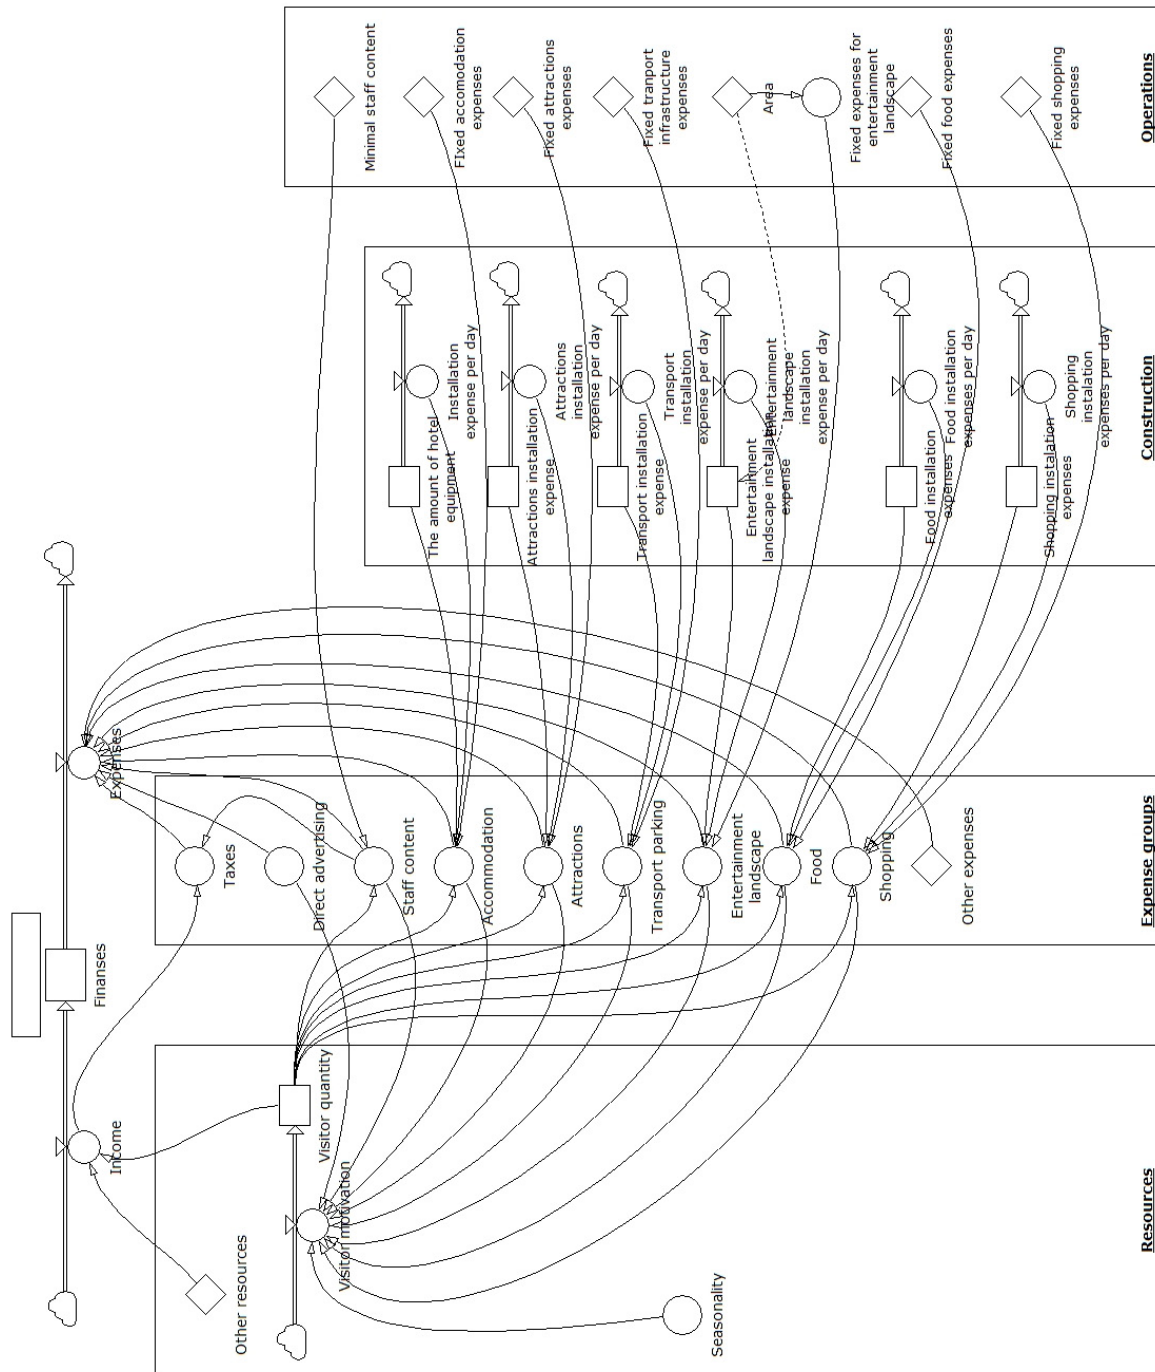 Income
Finanses
Expenses
Other resources
Visitor quantity
Visitor motivation
Seasonality
Resources
Taxes
Direct advertising
Staff content
Accommodation
Attractions
Transport parking
Entertainment
landscape
Food
Shopping
Other expenses
Expense groups
The amount of hotel
equipment
Installation
expense per day
Attractions installation
expense
Attractions
installation
expense per day
Transport installation
expense
Transport
installation
expense per day
Entertainment
landscape installation
expense
Entertainment
landscape
installation
expense per day
Food installation
expenses
Food installation
expenses per day
Shopping instalation
expenses
Shopping
instalation
expenses per day
Construction
Minimal staff content
FIxed accomodation
expenses
Fixed attractions
expenses
Fixed tranport
infrastructure
expenses
Area
Fixed expenses for
entertainment
landscape
Fixed food expenses
Fixed shopping
expenses
Operations